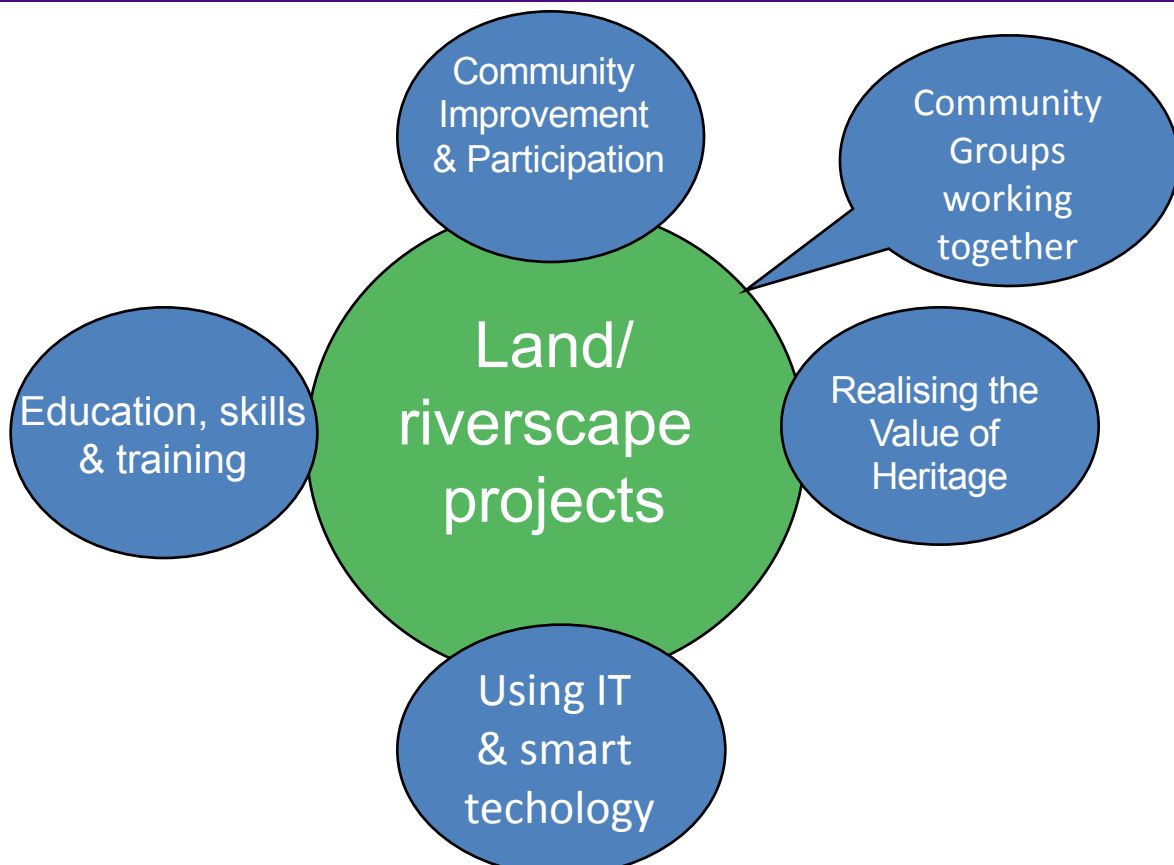 Community
Improvement
& Participation
Community
Groups
working
together
Land/
riverscape
projects
Education, skills
& training
Realising the
Value of
Heritage
Using IT
& smart
techology